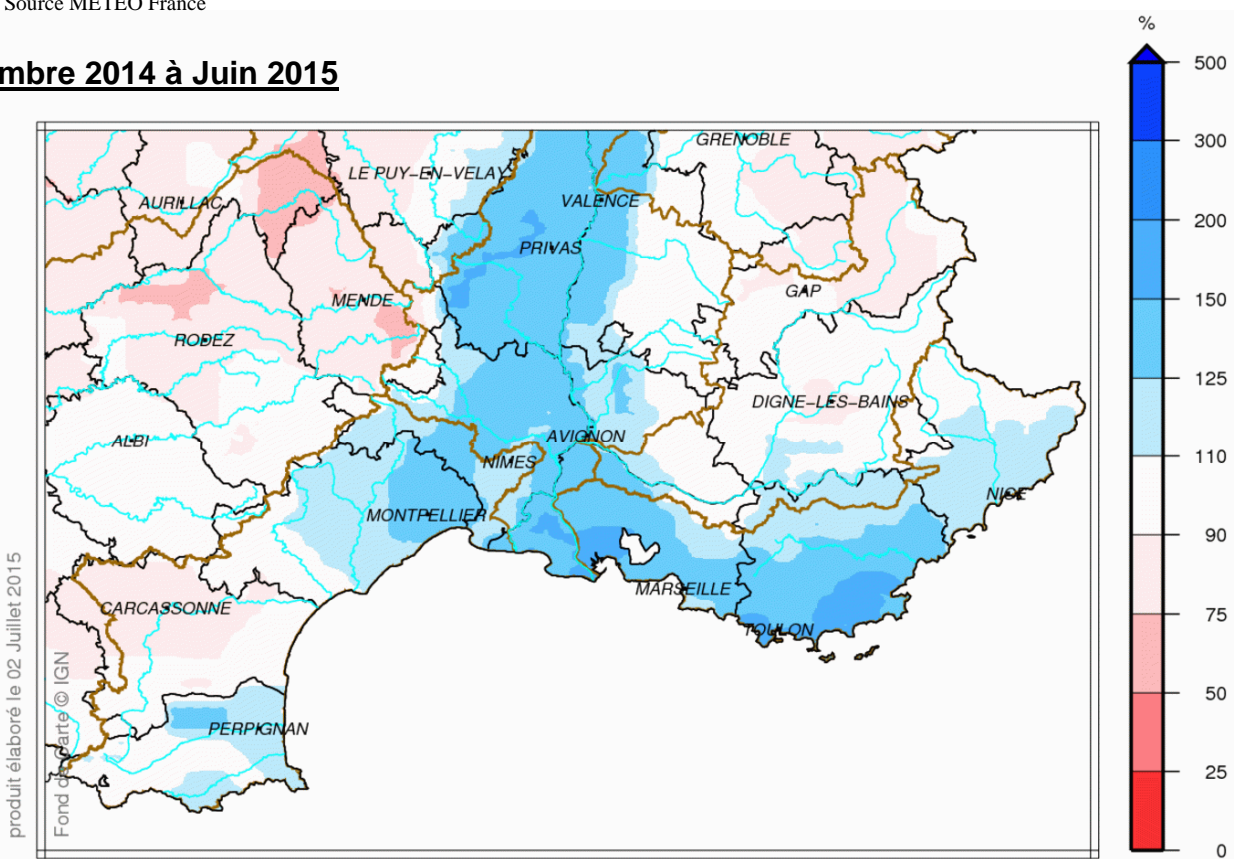 Source METEO France
mbre 2014 à Juin 2015
%
500
300
200
150
125
110
90
75
50
25
0
GRENOBLE
LE PUY-EN-VELAY
AURILLAC
VALENCE
PRIVAS
GAP
MENDE
RODEZ
DIGNE-LES-BAINS
ALBI
AVIGNON
NIMES
NICE
MONTPELLIER
MARSEILLE
CARCASSONNE
TOULON
PERPIGNAN
produit élaboré le 02 Juillet 2015
Fond de Carte © IGN